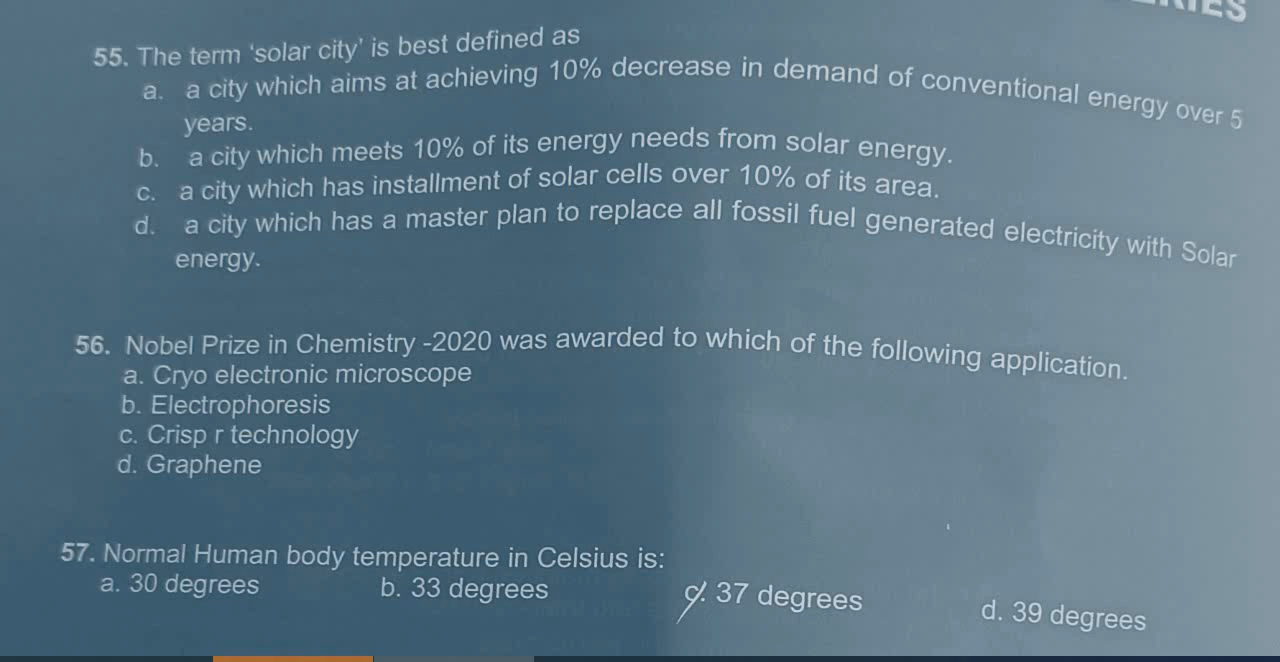 55. The term 'solar city' is best defined as
a. a city which aims at achieving 10% decrease in demand of conventional energy over 5
years.
b. a city which meets 10% of its energy needs from solar energy.
c. a city which has installment of solar cells over 10% of its area.
d. a city which has a master plan to replace all fossil fuel generated electricity with Solar
energy.
56. Nobel Prize in Chemistry -2020 was awarded to which of the following application.
a. Cryo electronic microscope
b. Electrophoresis
c. Crisp r technology
d. Graphene
57. Normal Human body temperature in Celsius is:
a. 30 degrees b. 33 degrees c. 37 degrees d. 39 degrees